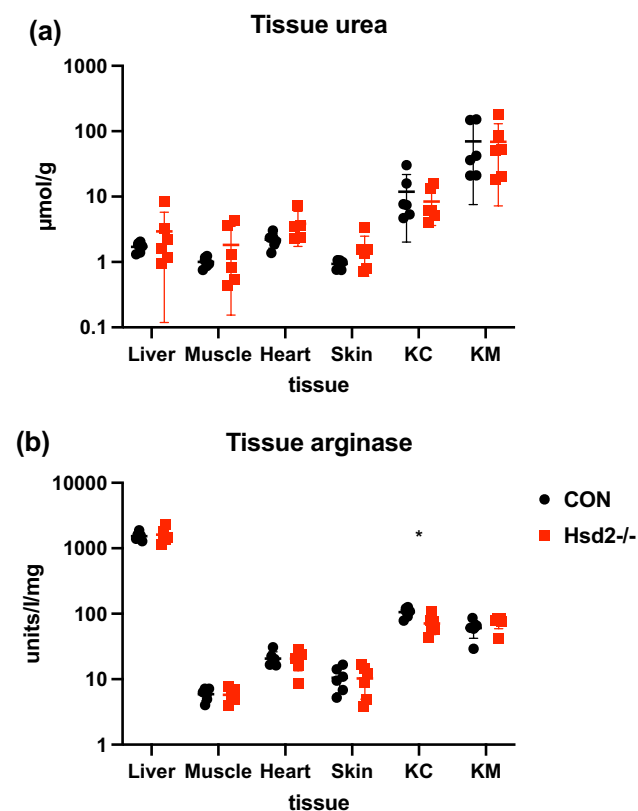 (a)
Tissue urea
µmol/g
1000
100
10
1
0.1
Liver Muscle Heart Skin KC KM
tissue
(b)
Tissue arginase
units/l/mg
10000
1000
100
10
1
*
CON
Hsd2-/-
Liver Muscle Heart Skin KC KM
tissue